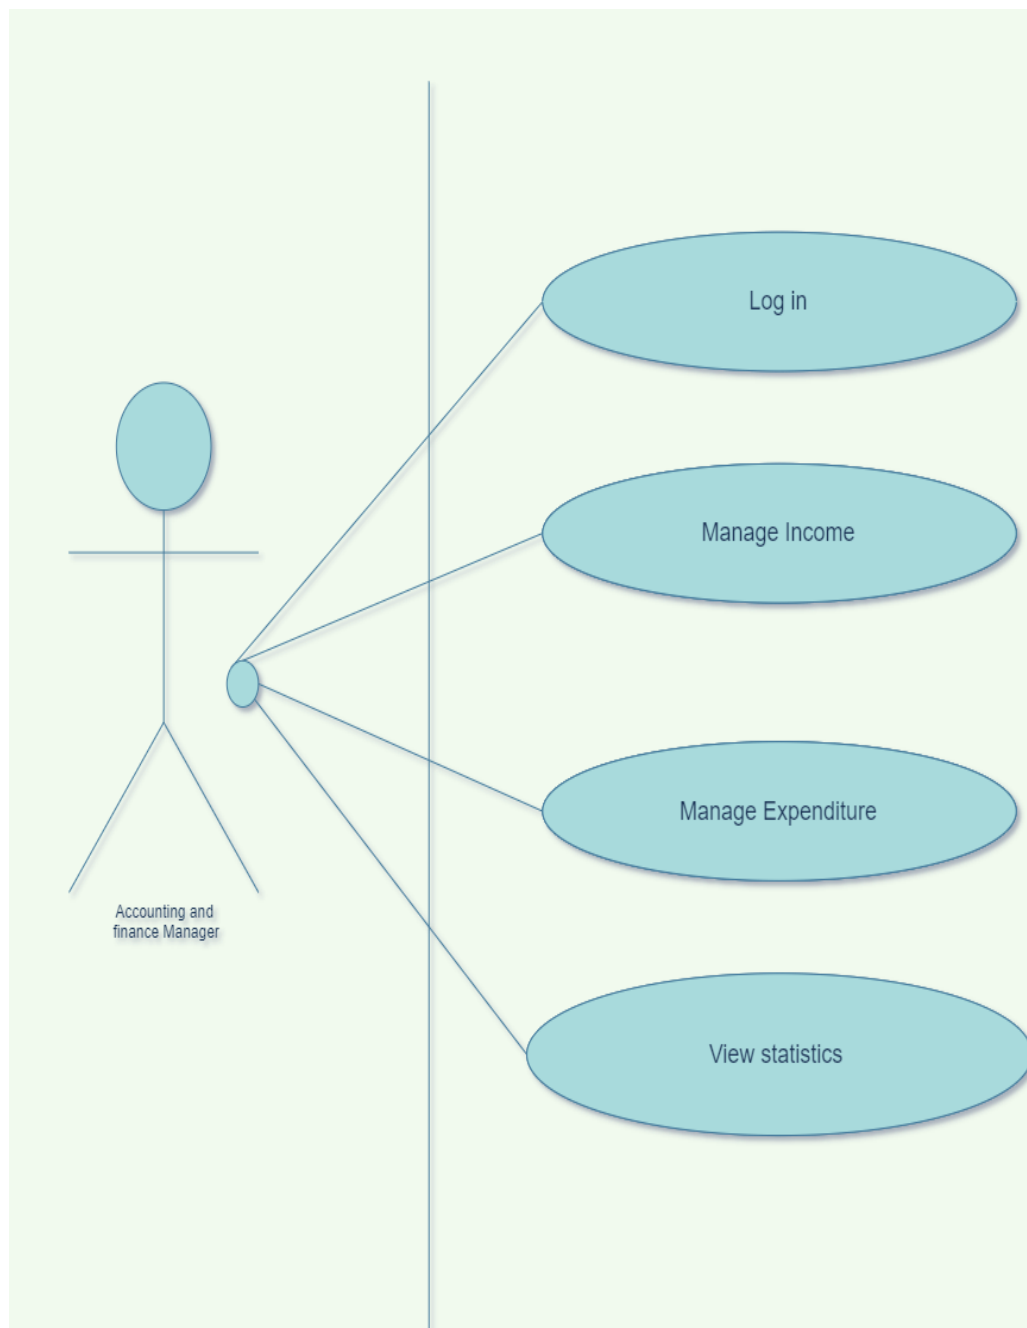 Log in
Manage Income
Manage Expenditure
Accounting and
finance Manager
View statistics